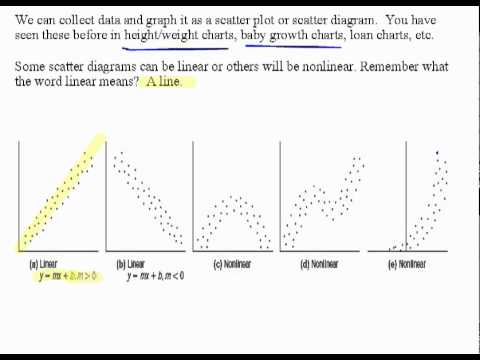 We can collect data and graph it as a scatter plot or scatter diagram. You have
seen these before in height/weight charts, baby growth charts, loan charts, etc.
Some scatter diagrams can be linear or others will be nonlinear. Remember what
the word linear means? A line.
(a) Linear (b) Linear (c) Nonlinear (d) Nonlinear (e) Nonlinear
y = mx + b, m > 0 y = mx + b, m < 0